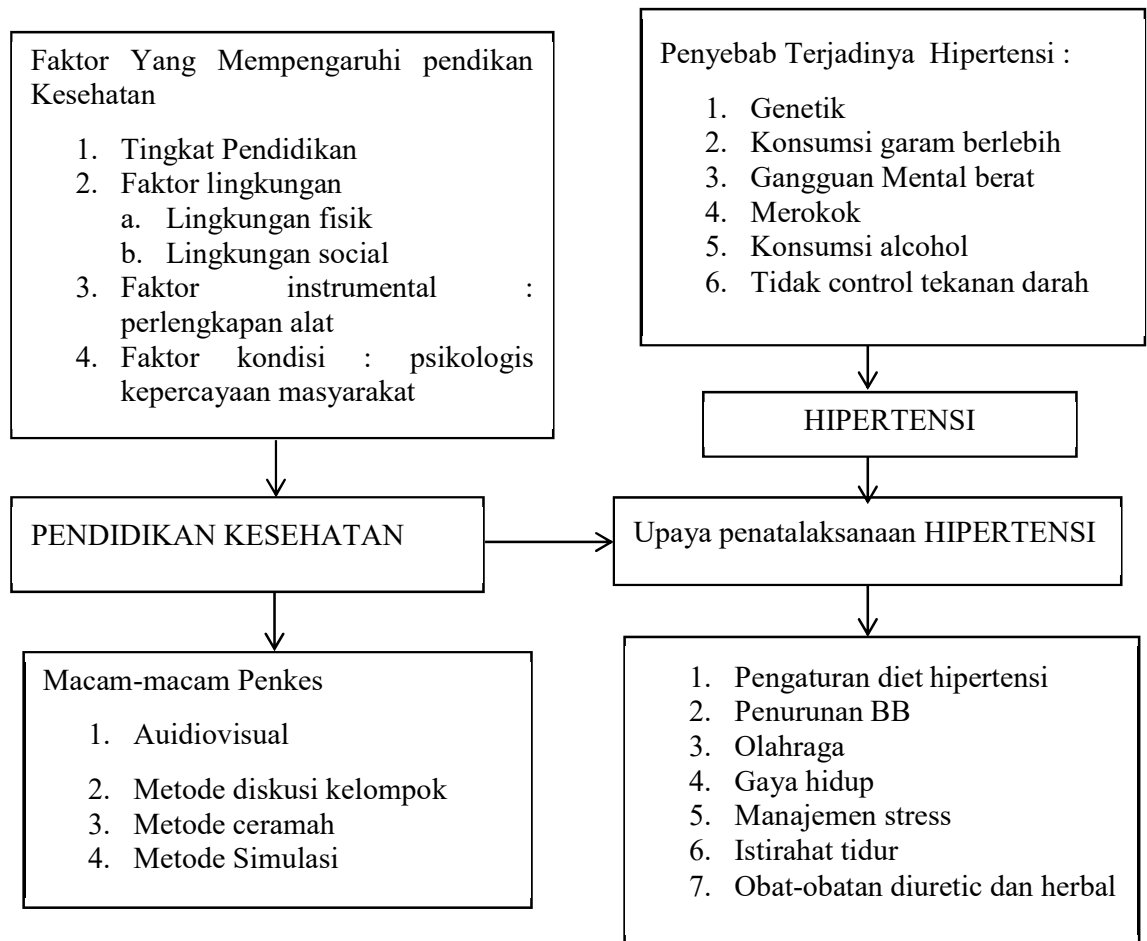 Faktor Yang Mempengaruhi pendikan
Kesehatan
1. Tingkat Pendidikan
2. Faktor lingkungan
a. Lingkungan fisik
b. Lingkungan social
3. Faktor instrumental :
perlengkapan alat
4. Faktor kondisi : psikologis
kepercayaan masyarakat
Penyebab Terjadinya Hipertensi :
1. Genetik
2. Konsumsi garam berlebih
3. Gangguan Mental berat
4. Merokok
5. Konsumsi alcohol
6. Tidak control tekanan darah
HIPERTENSI
PENDIDIKAN KESEHATAN
Upaya penatalaksanaan HIPERTENSI
Macam-macam Penkes
1. Auidiovisual
2. Metode diskusi kelompok
3. Metode ceramah
4. Metode Simulasi
1. Pengaturan diet hipertensi
2. Penurunan BB
3. Olahraga
4. Gaya hidup
5. Manajemen stress
6. Istirahat tidur
7. Obat-obatan diuretic dan herbal